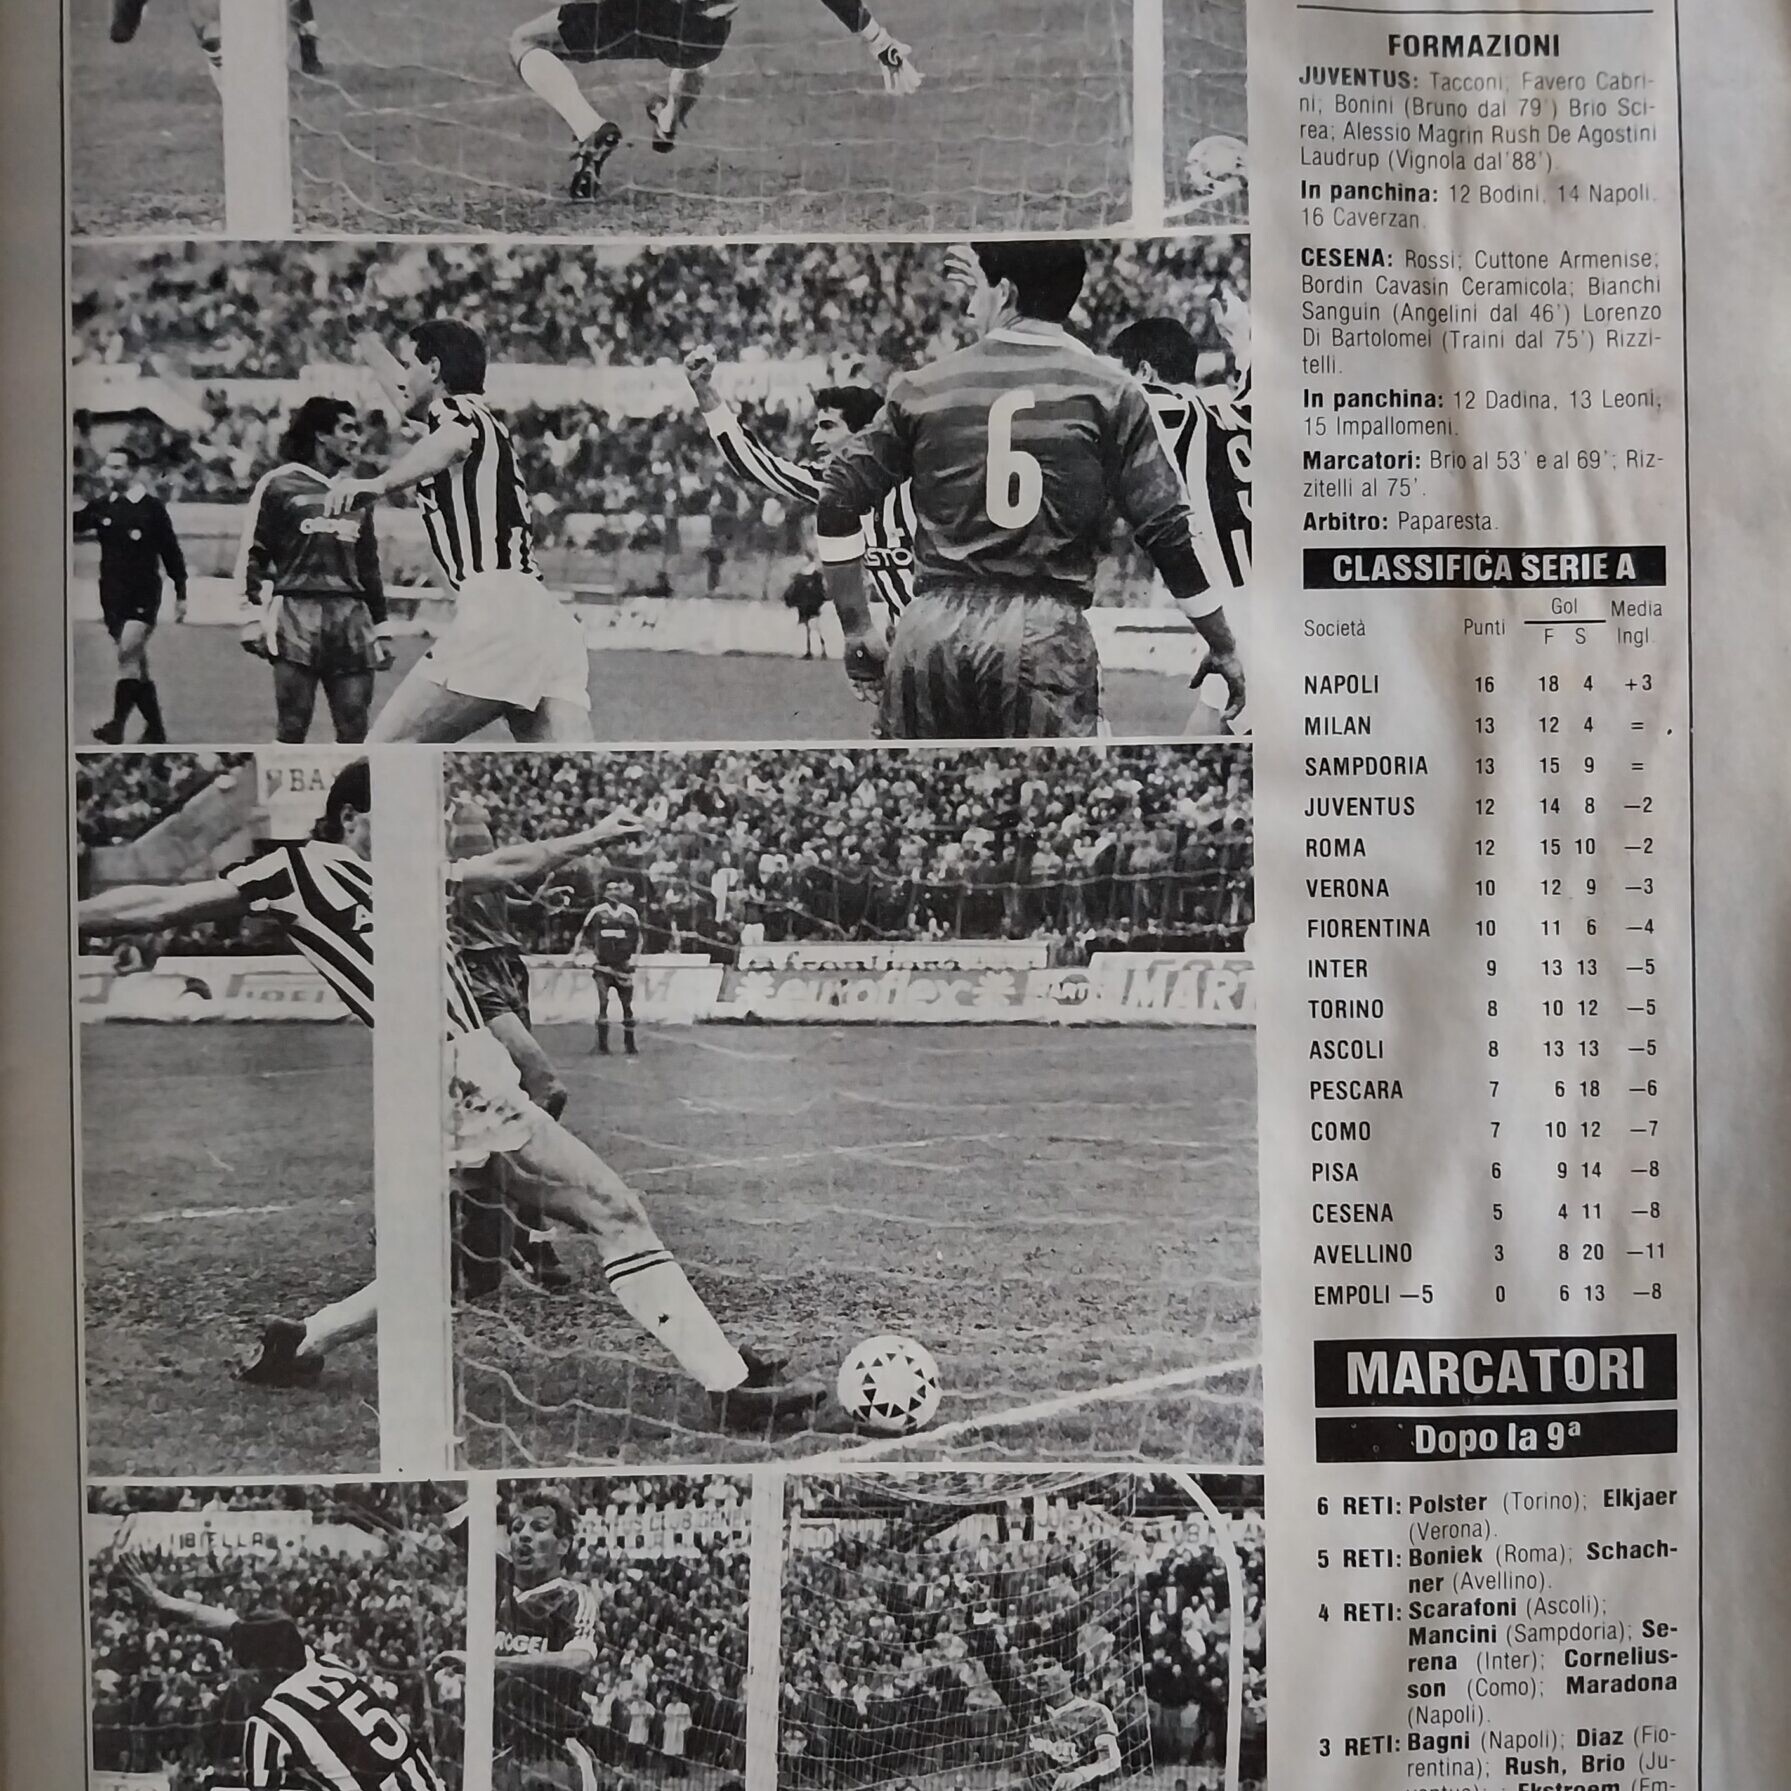 FORMAZIONI
JUVENTUS: Tacconi; Favero Cabri-
ni; Bonini (Bruno dal 79') Brio Sci-
rea; Alessio Magrin Rush De Agostini
Laudrup (Vignola dal '88').
In panchina: 12 Bodini, 14 Napoli.
16 Caverzan.
CESENA: Rossi; Cuttone Armenise;
Bordin Cavasin Ceramicola; Bianchi
Sanguin (Angelini dal 46') Lorenzo
Di Bartolomei (Traini dal 75') Rizzi-
telli.
In panchina: 12 Dadina, 13 Leoni,
15 Impallomeni.
Marcatori: Brio al 53' e al 69'; Riz-
zitelli al 75'.
Arbitro: Paparesta.
CLASSIFICA SERIE A
Società Punti Gol F S Media Ingl.
NAPOLI 16 18 4 +3
MILAN 13 12 4 =
SAMPDORIA 13 15 9 =
JUVENTUS 12 14 8 —2
ROMA 12 15 10 —2
VERONA 10 12 9 —3
FIORENTINA 10 11 6 —4
INTER 9 13 13 —5
TORINO 8 10 12 —5
ASCOLI 8 13 13 —5
PESCARA 7 6 18 —6
COMO 7 10 12 —7
PISA 6 9 14 —8
CESENA 5 4 11 —8
AVELLINO 3 8 20 —11
EMPOLI —5 0 6 13 —8
MARCATORI
Dopo la 9ª
6 RETI: Polster (Torino); Elkjaer
(Verona).
5 RETI: Boniek (Roma); Schach-
ner (Avellino).
4 RETI: Scarafoni (Ascoli);
Mancini (Sampdoria); Se-
rena (Inter); Cornelius-
son (Como); Maradona
(Napoli).
3 RETI: Bagni (Napoli); Diaz (Fio-
rentina); Rush, Brio (Ju-
6
BA
euroflex
MART
BIELLA
5